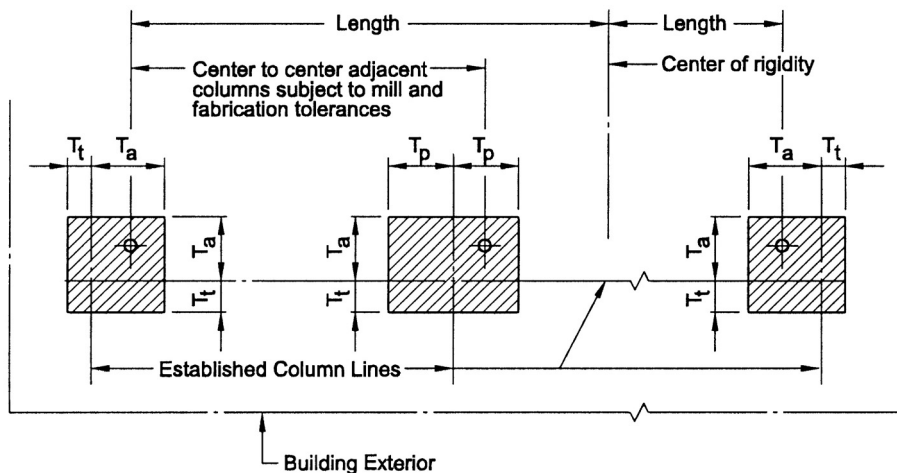 Length
Length
Center to center adjacent
columns subject to mill and
fabrication tolerances
Center of rigidity
Tt
Ta
Tp
Tp
Ta
Tt
Ta
Ta
Ta
Tt
Tt
Tt
Established Column Lines
Building Exterior